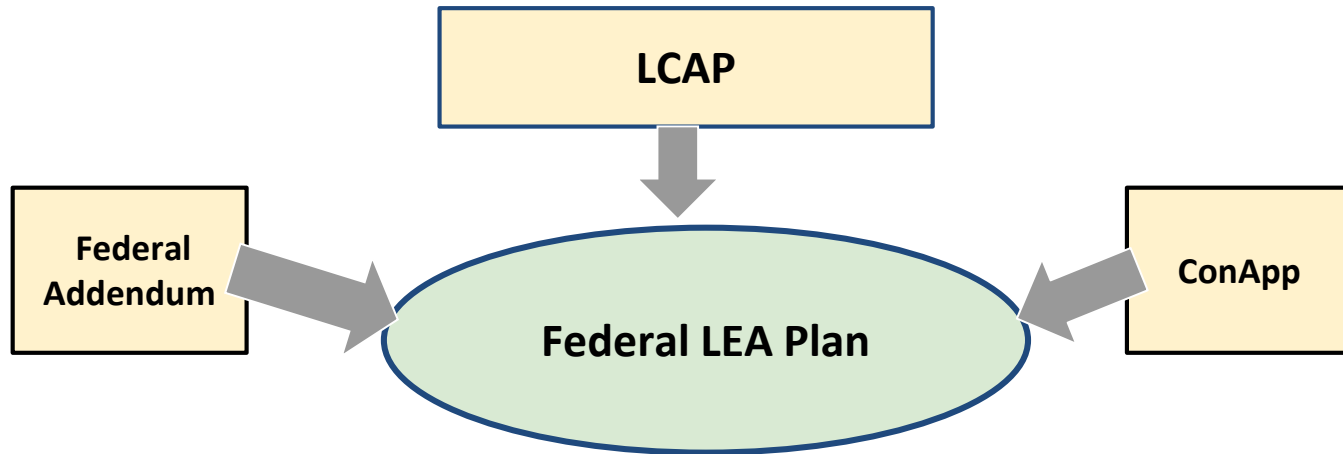 LCAP
Federal
Addendum
ConApp
Federal LEA Plan